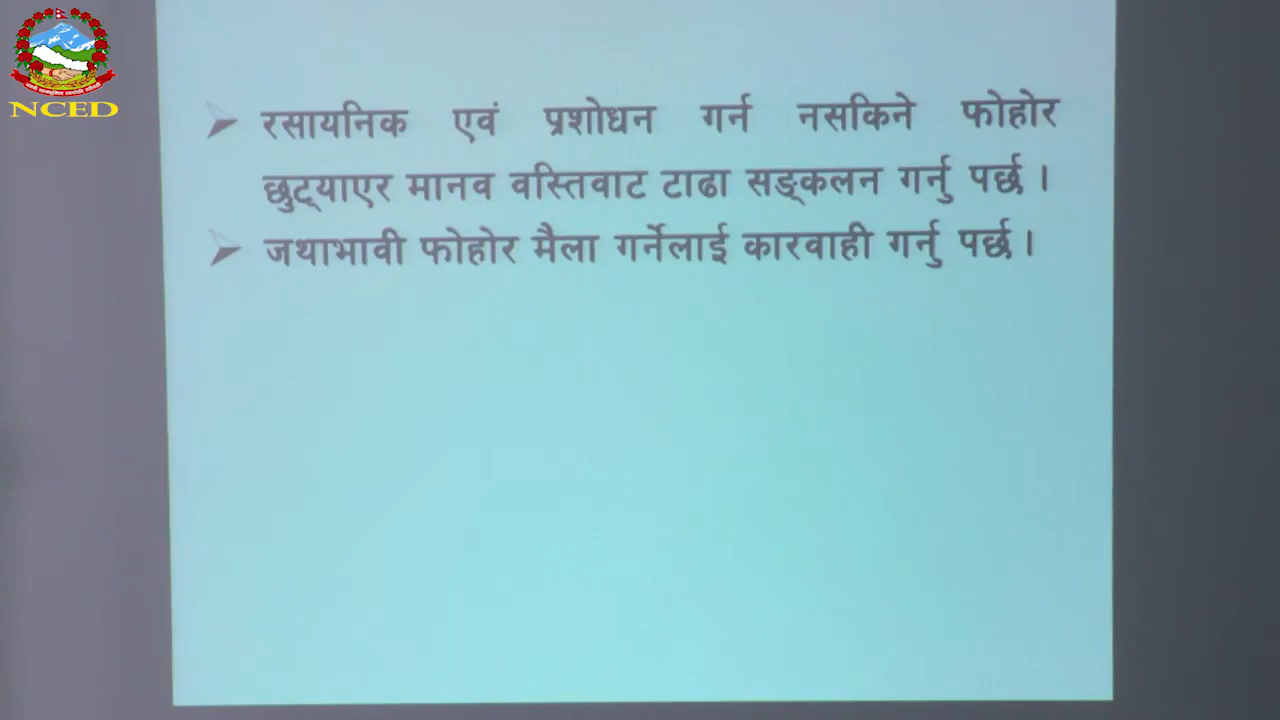 NCED
➢ रसायनिक एवं प्रशोधन गर्न नसकिने फोहोर
छुट्याएर मानव वस्तिवाट टाढा सङ्कलन गर्नु पर्छ ।
➢ जथाभावी फोहोर मैला गर्नेलाई कारवाही गर्नु पर्छ ।